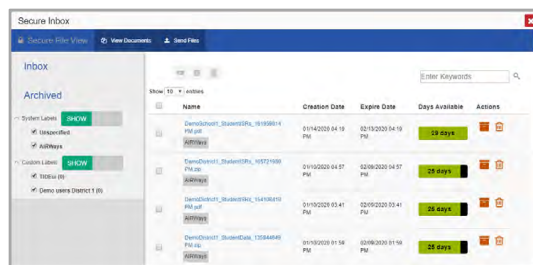 Secure Inbox
Secure File View View Documents Send Files
Inbox
Archived
System Labels SHOW
Unspecified
AIRWays
Custom Labels SHOW
Demo users District 1 (0)
Enter Keywords
Show 10 entries
Name Creation Date Expire Date Days Available Actions
PM.pdf
AIRWays
01/14/2020 04:19 PM
02/13/2020 04:19 PM
29 days
PM.zip
AIRWays
01/10/2020 04:57 PM
02/09/2020 04:57 PM
25 days
PM.pdf
AIRWays
01/10/2020 03:41 PM
02/09/2020 03:41 PM
25 days
PM.zip
AIRWays
01/10/2020 01:59 PM
02/09/2020 01:59 PM
25 days